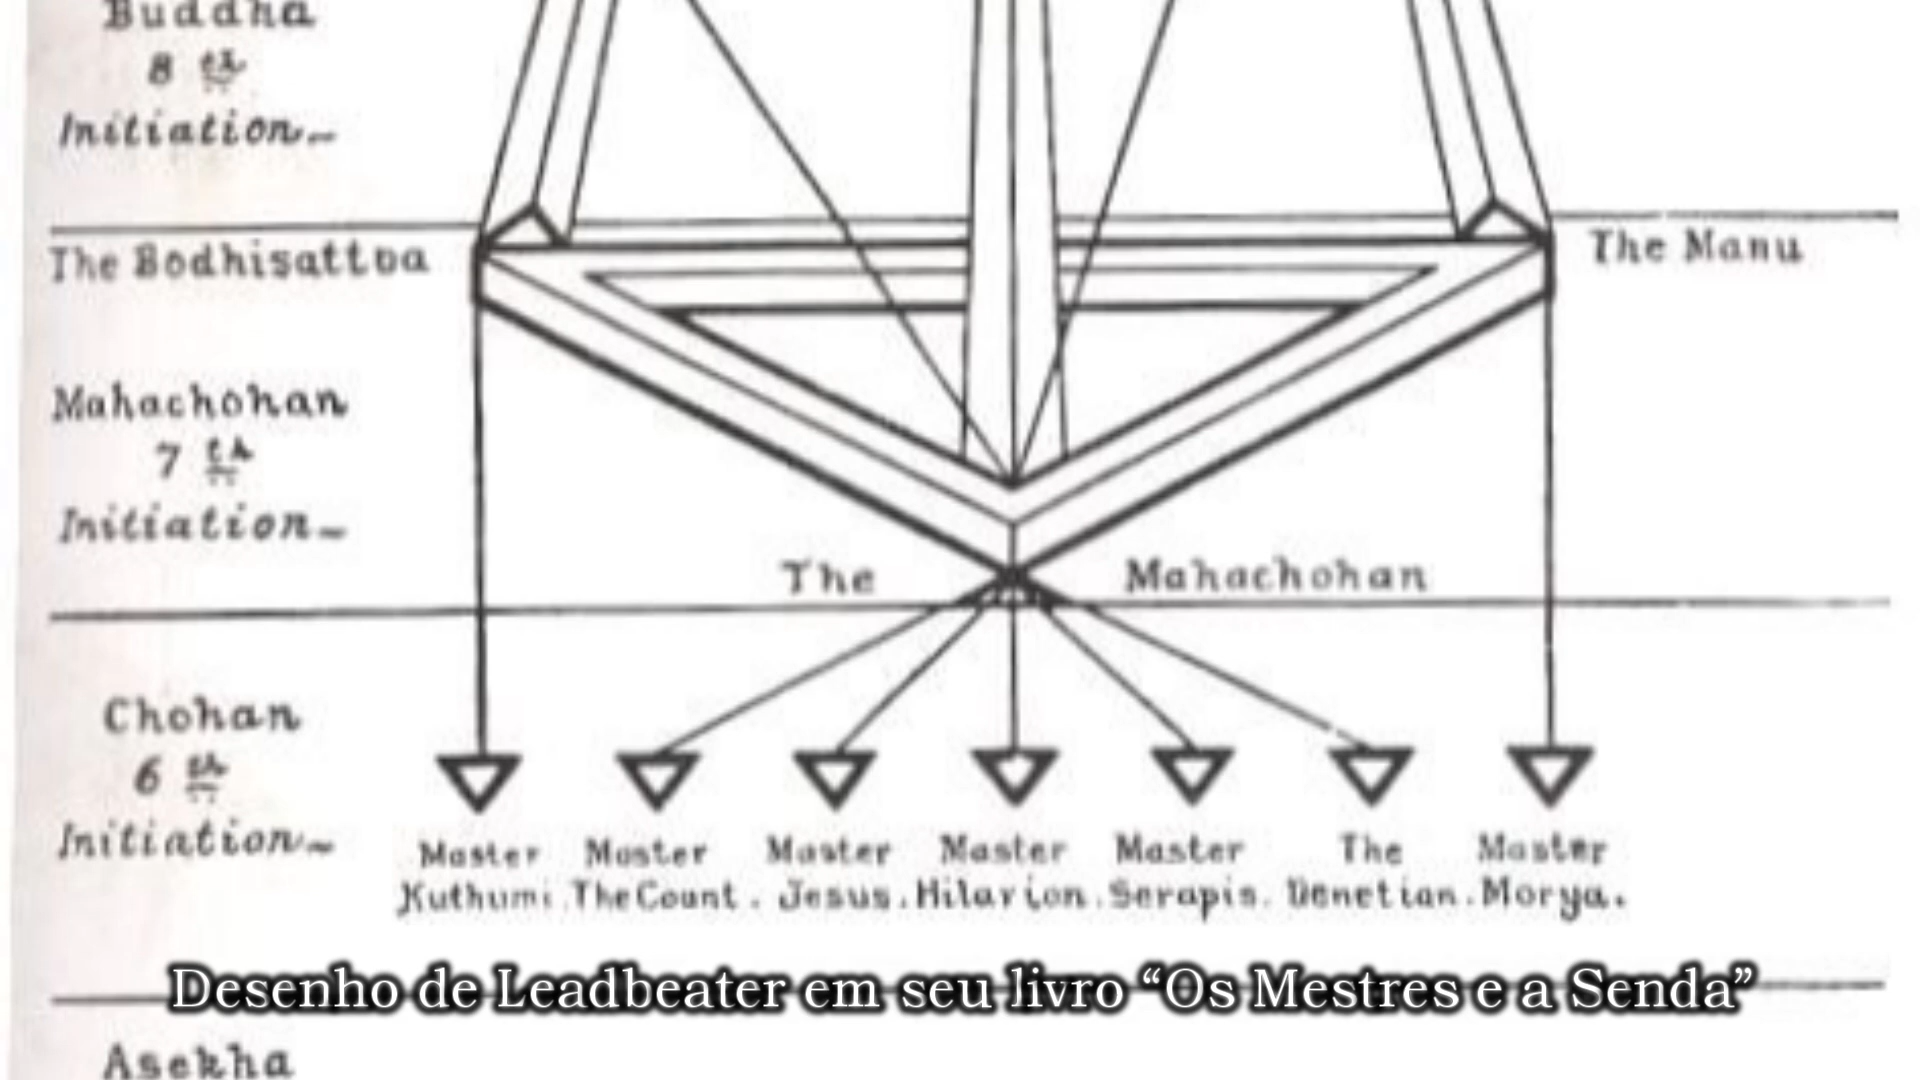 Buddha
8 th
Initiation~
The Bodhisattva
The Manu
Mahachohan
7 th
Initiation~
The Mahachohan
Chohan
6 th
Initiation~
Master Master Master Master Master The Master
Kuthumi. The Count. Jesus. Hilarion. Serapis. Venetian. Morya.
Desenho de Leadbeater em seu livro “Os Mestres e a Senda”
Asekha